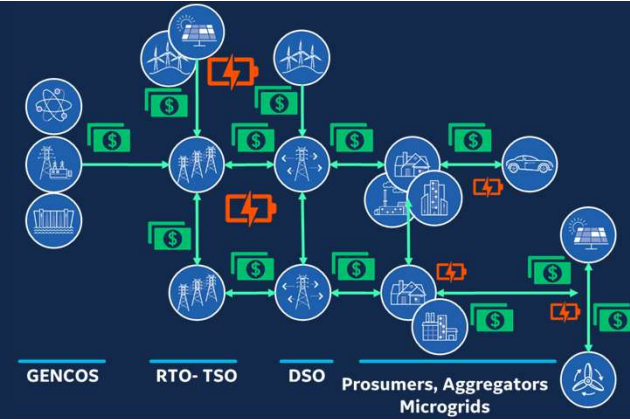 $
$
$
$
$
$
$
$
$
$
$
GENCOS
RTO- TSO
DSO
Prosumers, Aggregators
Microgrids